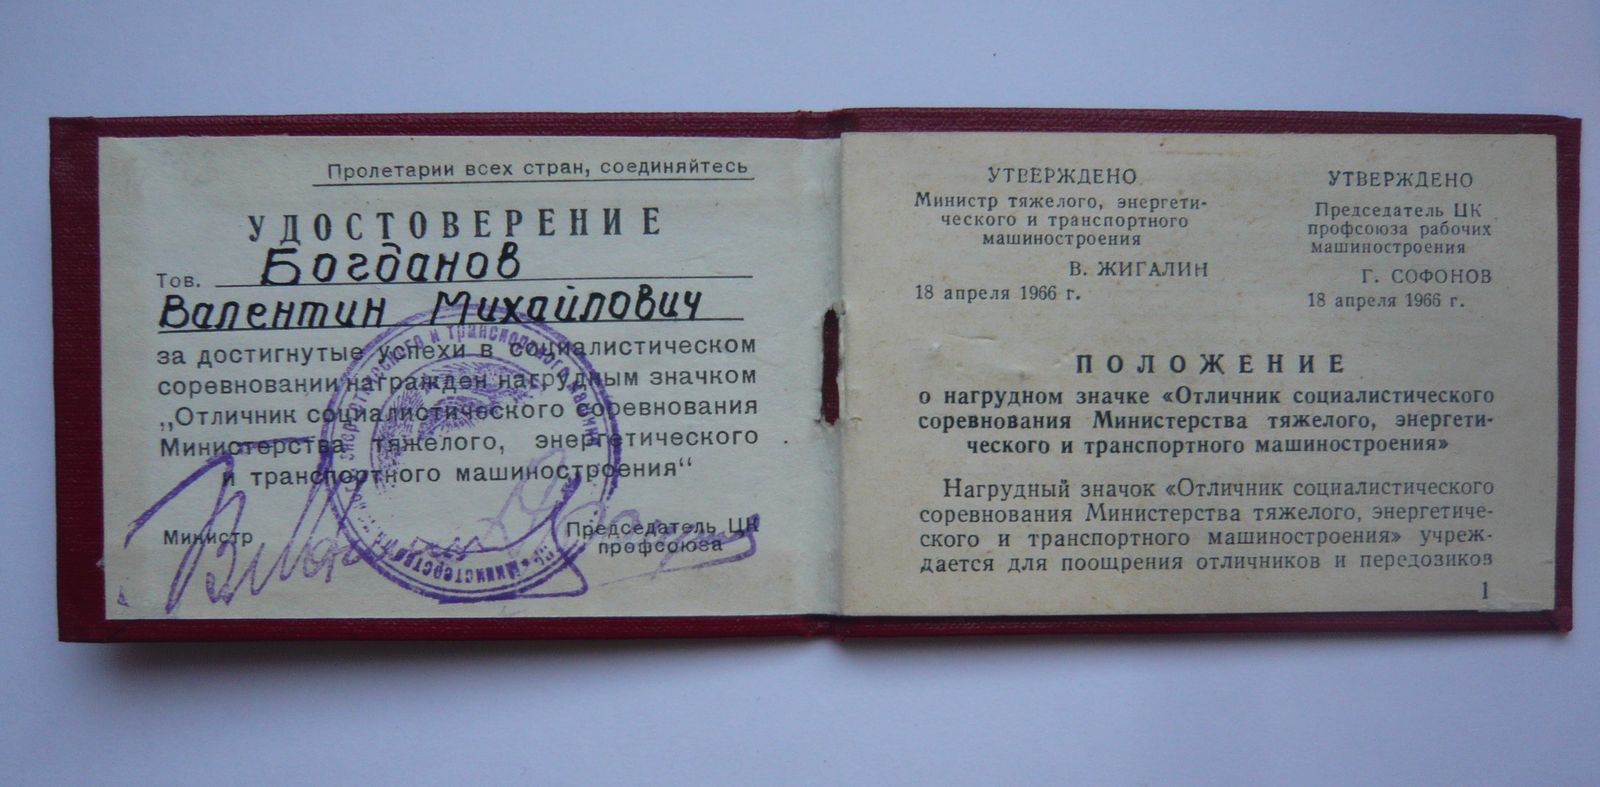 Пролетарии всех стран, соединяйтесь
УДОСТОВЕРЕНИЕ
Тов. Богданов
Валентин Михайлович
за достигнутые успехи в социалистическом
соревновании награжден нагрудным значком
„Отличник социалистического соревнования
Министерства тяжелого, энергетического
и транспортного машиностроения“
Министр
Председатель ЦК
профсоюза
УТВЕРЖДЕНО
Министр тяжелого, энергети-
ческого и транспортного
машиностроения
В. ЖИГАЛИН
18 апреля 1966 г.
УТВЕРЖДЕНО
Председатель ЦК
профсоюза рабочих
машиностроения
Г. СОФОНОВ
18 апреля 1966 г.
ПОЛОЖЕНИЕ
о нагрудном значке «Отличник социалистического
соревнования Министерства тяжелого, энергети-
ческого и транспортного машиностроения»
Нагрудный значок «Отличник социалистического
соревнования Министерства тяжелого, энергетиче-
ского и транспортного машиностроения» учреж-
дается для поощрения отличников и передозиков
1